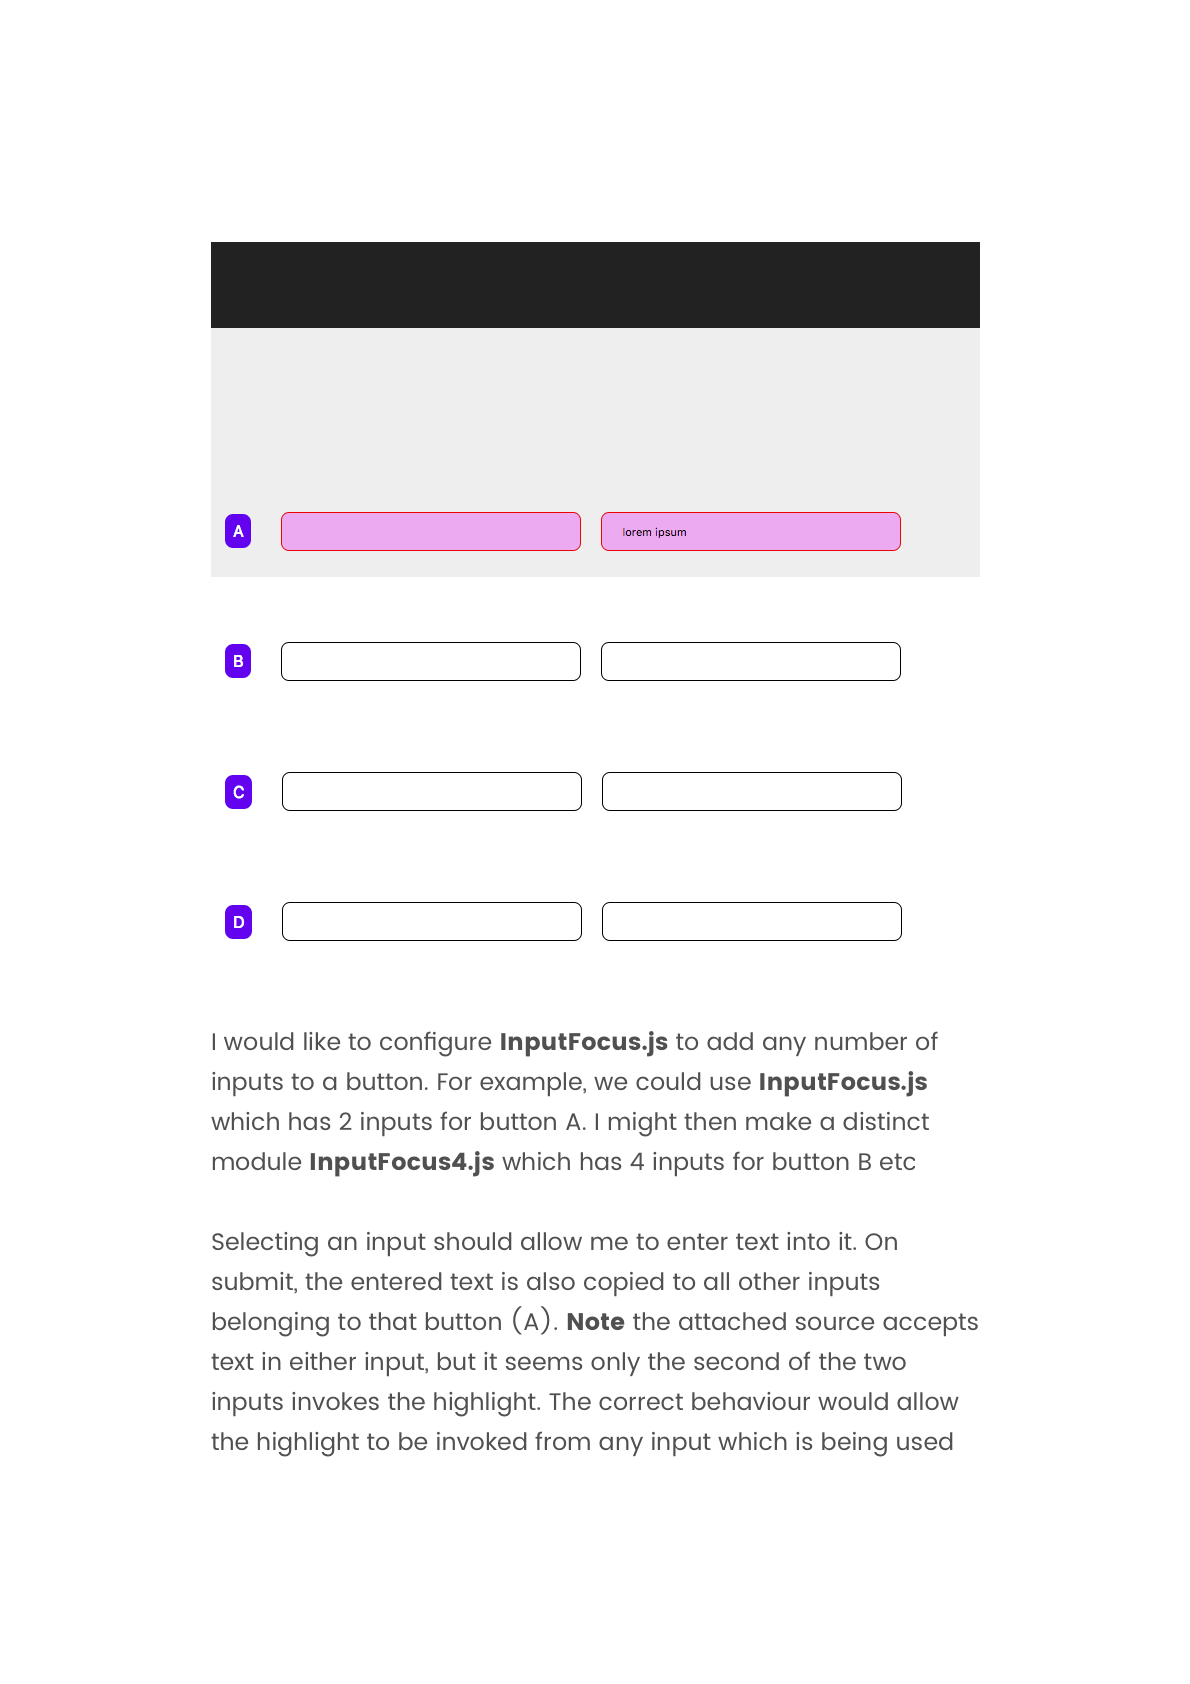 A
lorem ipsum
B
C
D
I would like to configure InputFocus.js to add any number of
inputs to a button. For example, we could use InputFocus.js
which has 2 inputs for button A. I might then make a distinct
module InputFocus4.js which has 4 inputs for button B etc
Selecting an input should allow me to enter text into it. On
submit, the entered text is also copied to all other inputs
belonging to that button (A). Note the attached source accepts
text in either input, but it seems only the second of the two
inputs invokes the highlight. The correct behaviour would allow
the highlight to be invoked from any input which is being used